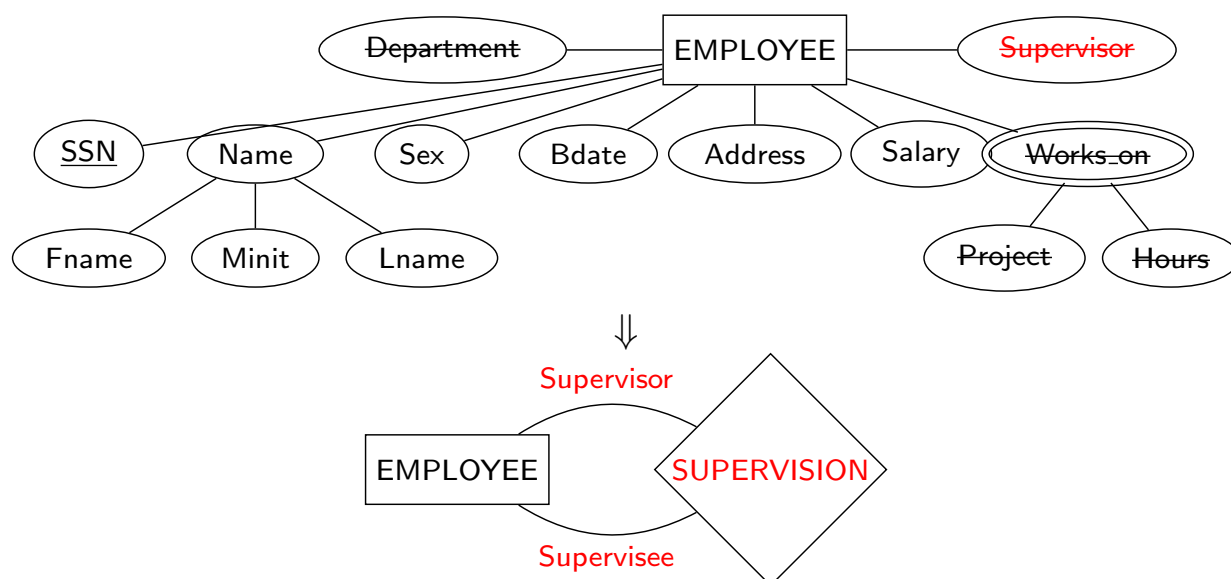 Department EMPLOYEE Supervisor
SSN Name Sex Bdate Address Salary Works_on
Fname Minit Lname Project Hours
⇓
Supervisor
EMPLOYEE SUPERVISION
Supervisee